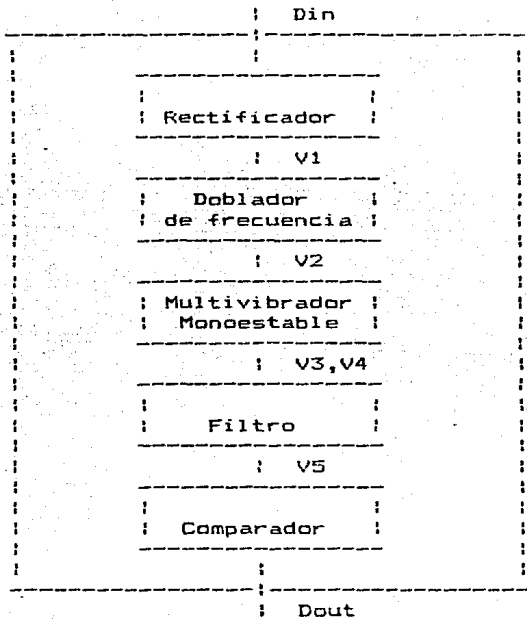 Din
Rectificador
V1
Doblador
de frecuencia
V2
Multivibrador
Monoestable
V3,V4
Filtro
V5
Comparador
Dout